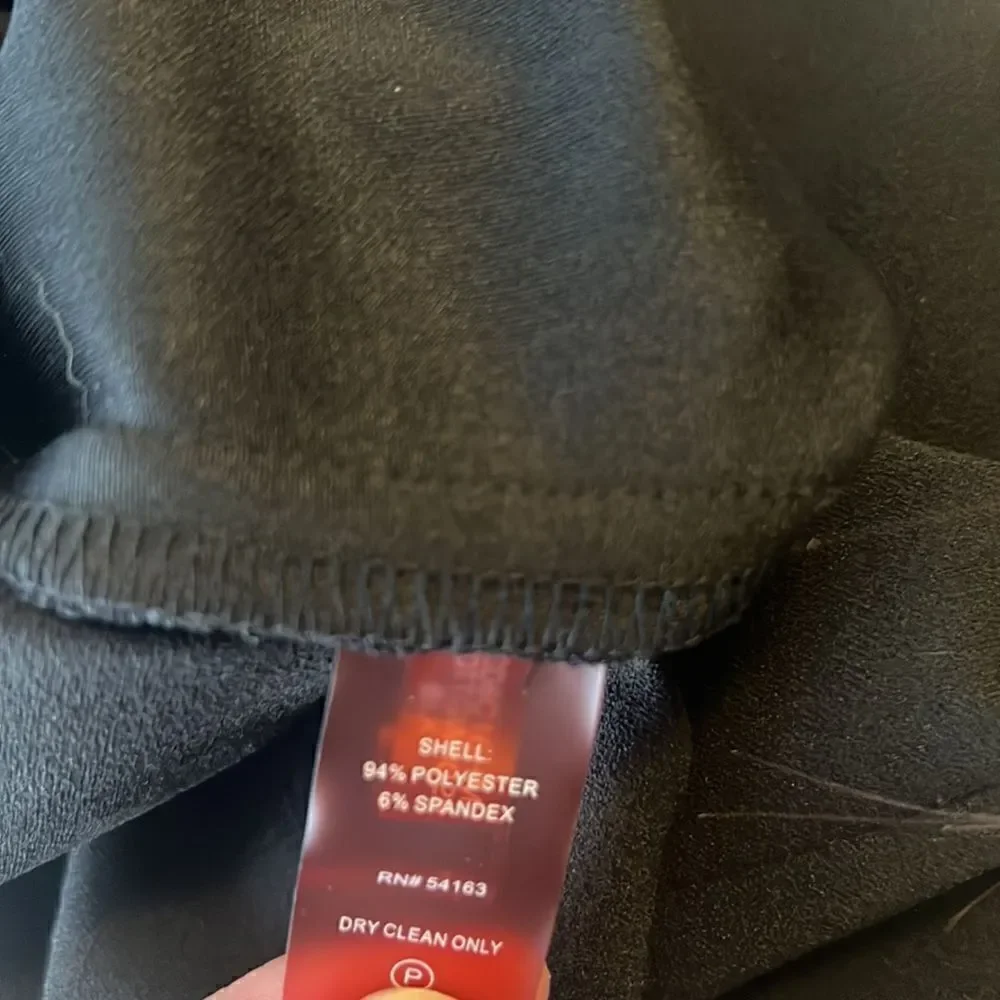 SHELL:
94% POLYESTER
6% SPANDEX
RN# 54163
DRY CLEAN ONLY
P